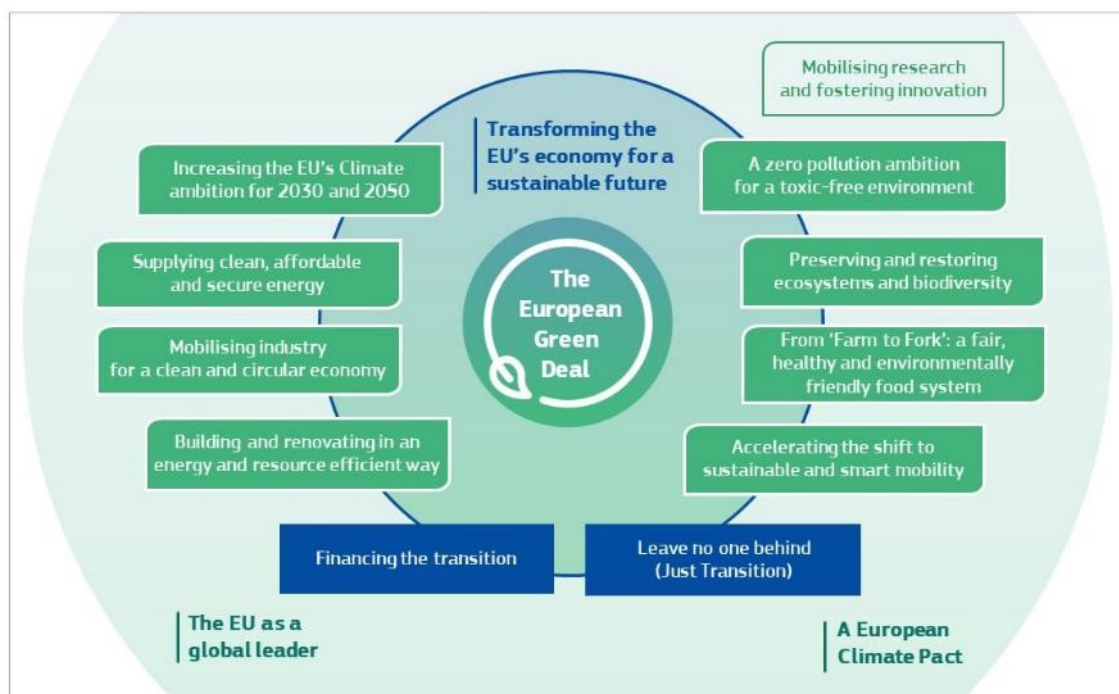 Mobilising research
and fostering innovation
Transforming the
EU's economy for a
sustainable future
Increasing the EU's Climate
ambition for 2030 and 2050
A zero pollution ambition
for a toxic-free environment
Supplying clean, affordable
and secure energy
The
European
Green
Deal
Preserving and restoring
ecosystems and biodiversity
Mobilising industry
for a clean and circular economy
From 'Farm to Fork': a fair,
healthy and environmentally
friendly food system
Building and renovating in an
energy and resource efficient way
Accelerating the shift to
sustainable and smart mobility
Financing the transition
Leave no one behind
(Just Transition)
The EU as a
global leader
A European
Climate Pact